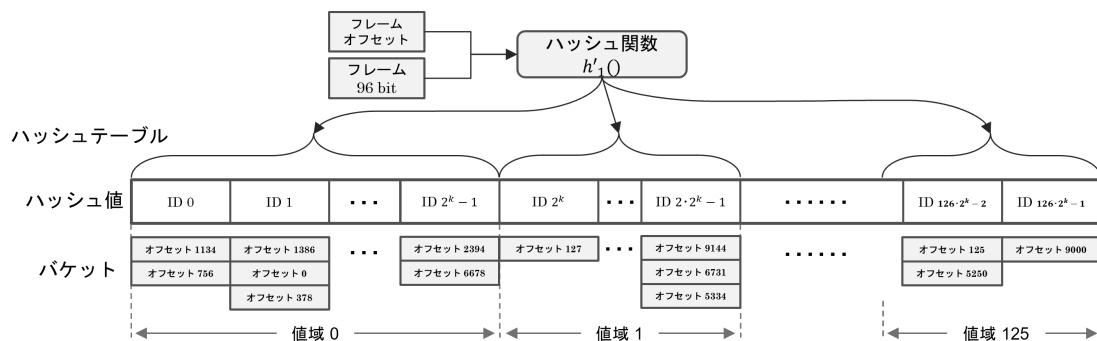 フレーム
オフセット
フレーム
96 bit
ハッシュ関数
h'₁()
ハッシュテーブル
ハッシュ値
ID 0
ID 1
···
ID 2ᵏ − 1
ID 2ᵏ
···
ID 2·2ᵏ − 1
······
ID 126·2ᵏ − 2
ID 126·2ᵏ − 1
バケット
オフセット 1134
オフセット 756
オフセット 1386
オフセット 0
オフセット 378
···
オフセット 2394
オフセット 6678
オフセット 127
···
オフセット 9144
オフセット 6731
オフセット 5334
······
オフセット 125
オフセット 5250
オフセット 9000
値域 0
値域 1
値域 125